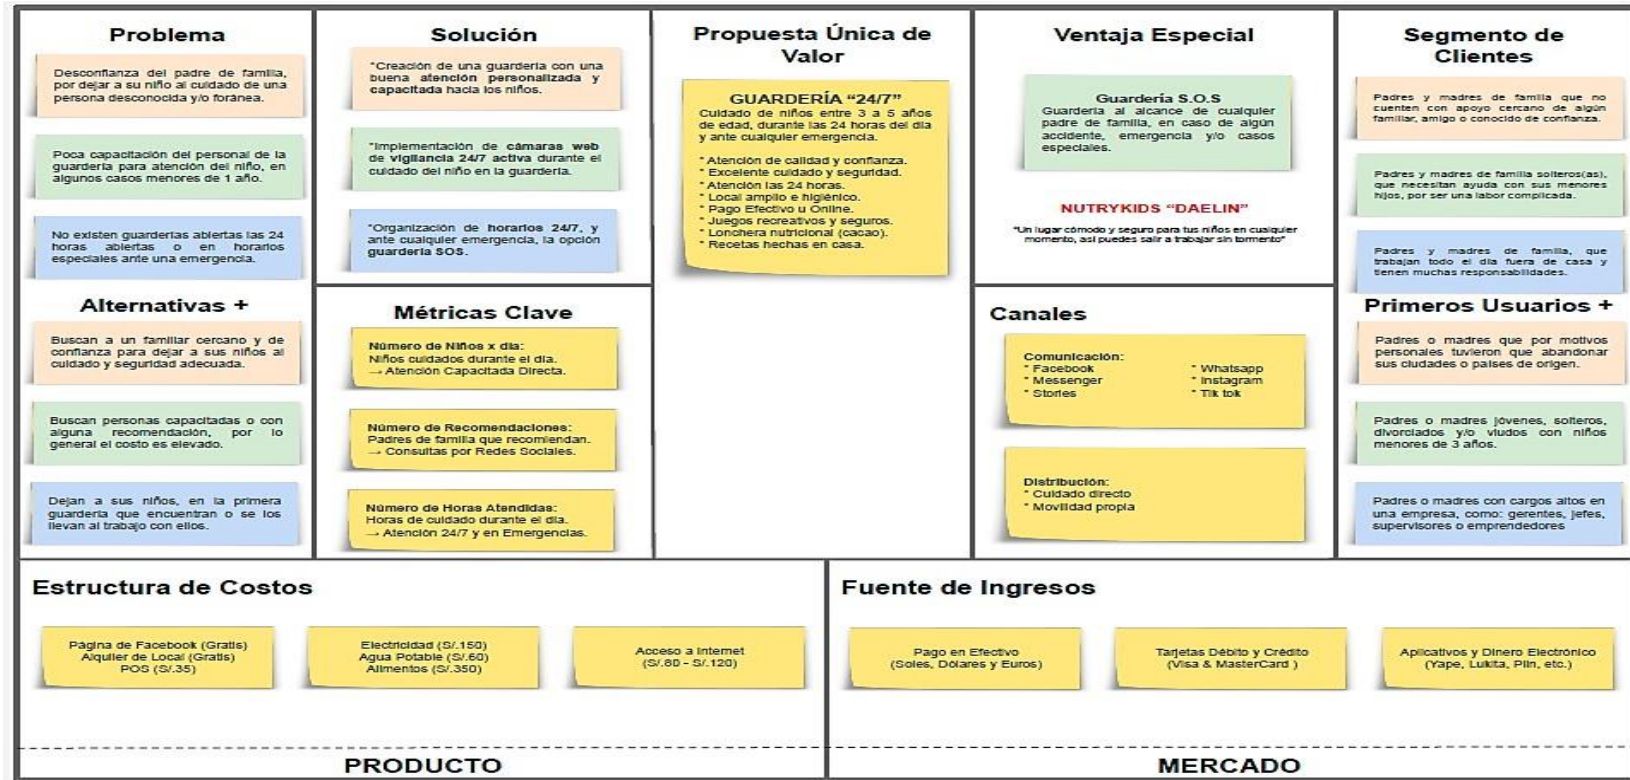 Problema
Desconfianza del padre de familia,
por dejar a su niño al cuidado de una
persona desconocida y/o foránea.
Poca capacitación del personal de la
guardería para atención del niño, en
algunos casos menores de 1 año.
No existen guarderías abiertas las 24
horas abiertas o en horarios
especiales ante una emergencia.
Alternativas +
Buscan a un familiar cercano y de
confianza para dejar a sus niños al
cuidado y seguridad adecuada.
Buscan personas capacitadas o con
alguna recomendación, por lo
general el costo es elevado.
Dejan a sus niños, en la primera
guardería que encuentran o se los
llevan al trabajo con ellos.
Solución
*Creación de una guardería con una
buena atención personalizada y
capacitada hacia los niños.
*Implementación de cámaras web
de vigilancia 24/7 activa durante el
cuidado del niño en la guardería.
*Organización de horarios 24/7, y
ante cualquier emergencia, la opción
guardería SOS.
Métricas Clave
Número de Niños x día:
Niños cuidados durante el día.
→ Atención Capacitada Directa.
Número de Recomendaciones:
Padres de familia que recomiendan.
→ Consultas por Redes Sociales.
Número de Horas Atendidas:
Horas de cuidado durante el día.
→ Atención 24/7 y en Emergencias.
Propuesta Única de
Valor
GUARDERÍA “24/7”
Cuidado de niños entre 3 a 5 años
de edad, durante las 24 horas del día
y ante cualquier emergencia.
* Atención de calidad y confianza.
* Excelente cuidado y seguridad.
* Atención las 24 horas.
* Local amplio e higiénico.
* Pago Efectivo u Online.
* Juegos recreativos y seguros.
* Lonchera nutricional (cacao).
* Recetas hechas en casa.
Ventaja Especial
Guardería S.O.S
Guardería al alcance de cualquier
padre de familia, en caso de algún
accidente, emergencia y/o casos
especiales.
NUTRYKIDS “DAELIN”
"Un lugar cómodo y seguro para tus niños en cualquier
momento, así puedes salir a trabajar sin tormento"
Canales
Comunicación:
* Facebook
* Messenger
* Stories
* Whatsapp
* Instagram
* Tik tok
Distribución:
* Cuidado directo
* Movilidad propia
Segmento de
Clientes
Padres y madres de familia que no
cuenten con apoyo cercano de algún
familiar, amigo o conocido de confianza.
Padres y madres de familia solteros(as),
que necesitan ayuda con sus menores
hijos, por ser una labor complicada.
Padres y madres de familia, que
trabajan todo el día fuera de casa y
tienen muchas responsabilidades.
Primeros Usuarios +
Padres o madres que por motivos
personales tuvieron que abandonar
sus ciudades o países de origen.
Padres o madres jóvenes, solteros,
divorciados y/o viudos con niños
menores de 3 años.
Padres o madres con cargos altos en
una empresa, como: gerentes, jefes,
supervisores o emprendedores
Estructura de Costos
Página de Facebook (Gratis)
Alquiler de Local (Gratis)
POS (S/.35)
Electricidad (S/.150)
Agua Potable (S/.60)
Alimentos (S/.350)
Acceso a Internet
(S/.80 - S/.120)
Fuente de Ingresos
Pago en Efectivo
(Soles, Dólares y Euros)
Tarjetas Débito y Crédito
(Visa & MasterCard )
Aplicativos y Dinero Electrónico
(Yape, Lukita, Plin, etc.)
PRODUCTO
MERCADO